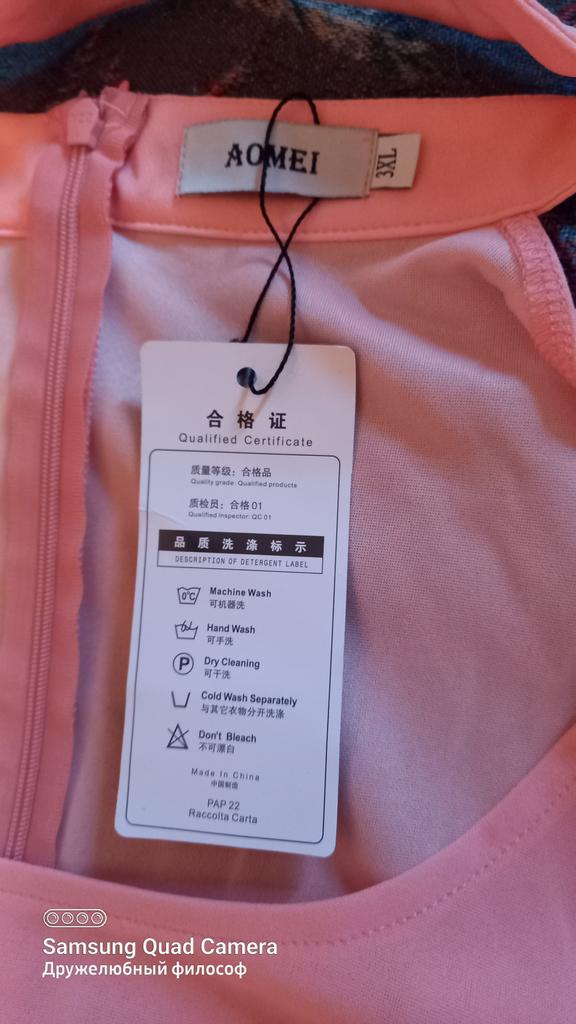 AOMEI
3XL
合格证
Qualified Certificate
质量等级：合格品
Quality grade: Qualified products
质检员：合格01
Qualified Inspector: QC 01
品质洗涤标示
DESCRIPTION OF DETERGENT LABEL
0°C
Machine Wash
可机器洗
Hand Wash
可手洗
P
Dry Cleaning
可干洗
Cold Wash Separately
与其它衣物分开洗涤
Don't Bleach
不可漂白
Made In China
中国制造
PAP 22
Raccolta Carta
Samsung Quad Camera
Дружелюбный философ